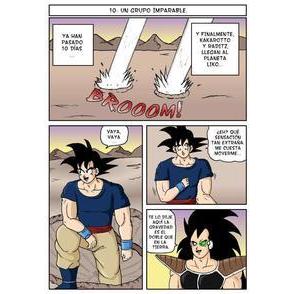 10: UN GRUPO IMPARABLE.
YA HAN
PASADO
10 DÍAS
...
Y FINALMENTE,
KAKAROTTO
Y RADITZ,
LLEGAN AL
PLANETA
LIKO...
BROOOM!
VAYA,
VAYA
¿EH? QUÉ
SENSACIÓN
TAN EXTRAÑA
ME CUESTA
MOVERME...
TE LO DIJE
AQUÍ LA
GRAVEDAD
ES EL
DOBLE QUE
EN LA
TIERRA